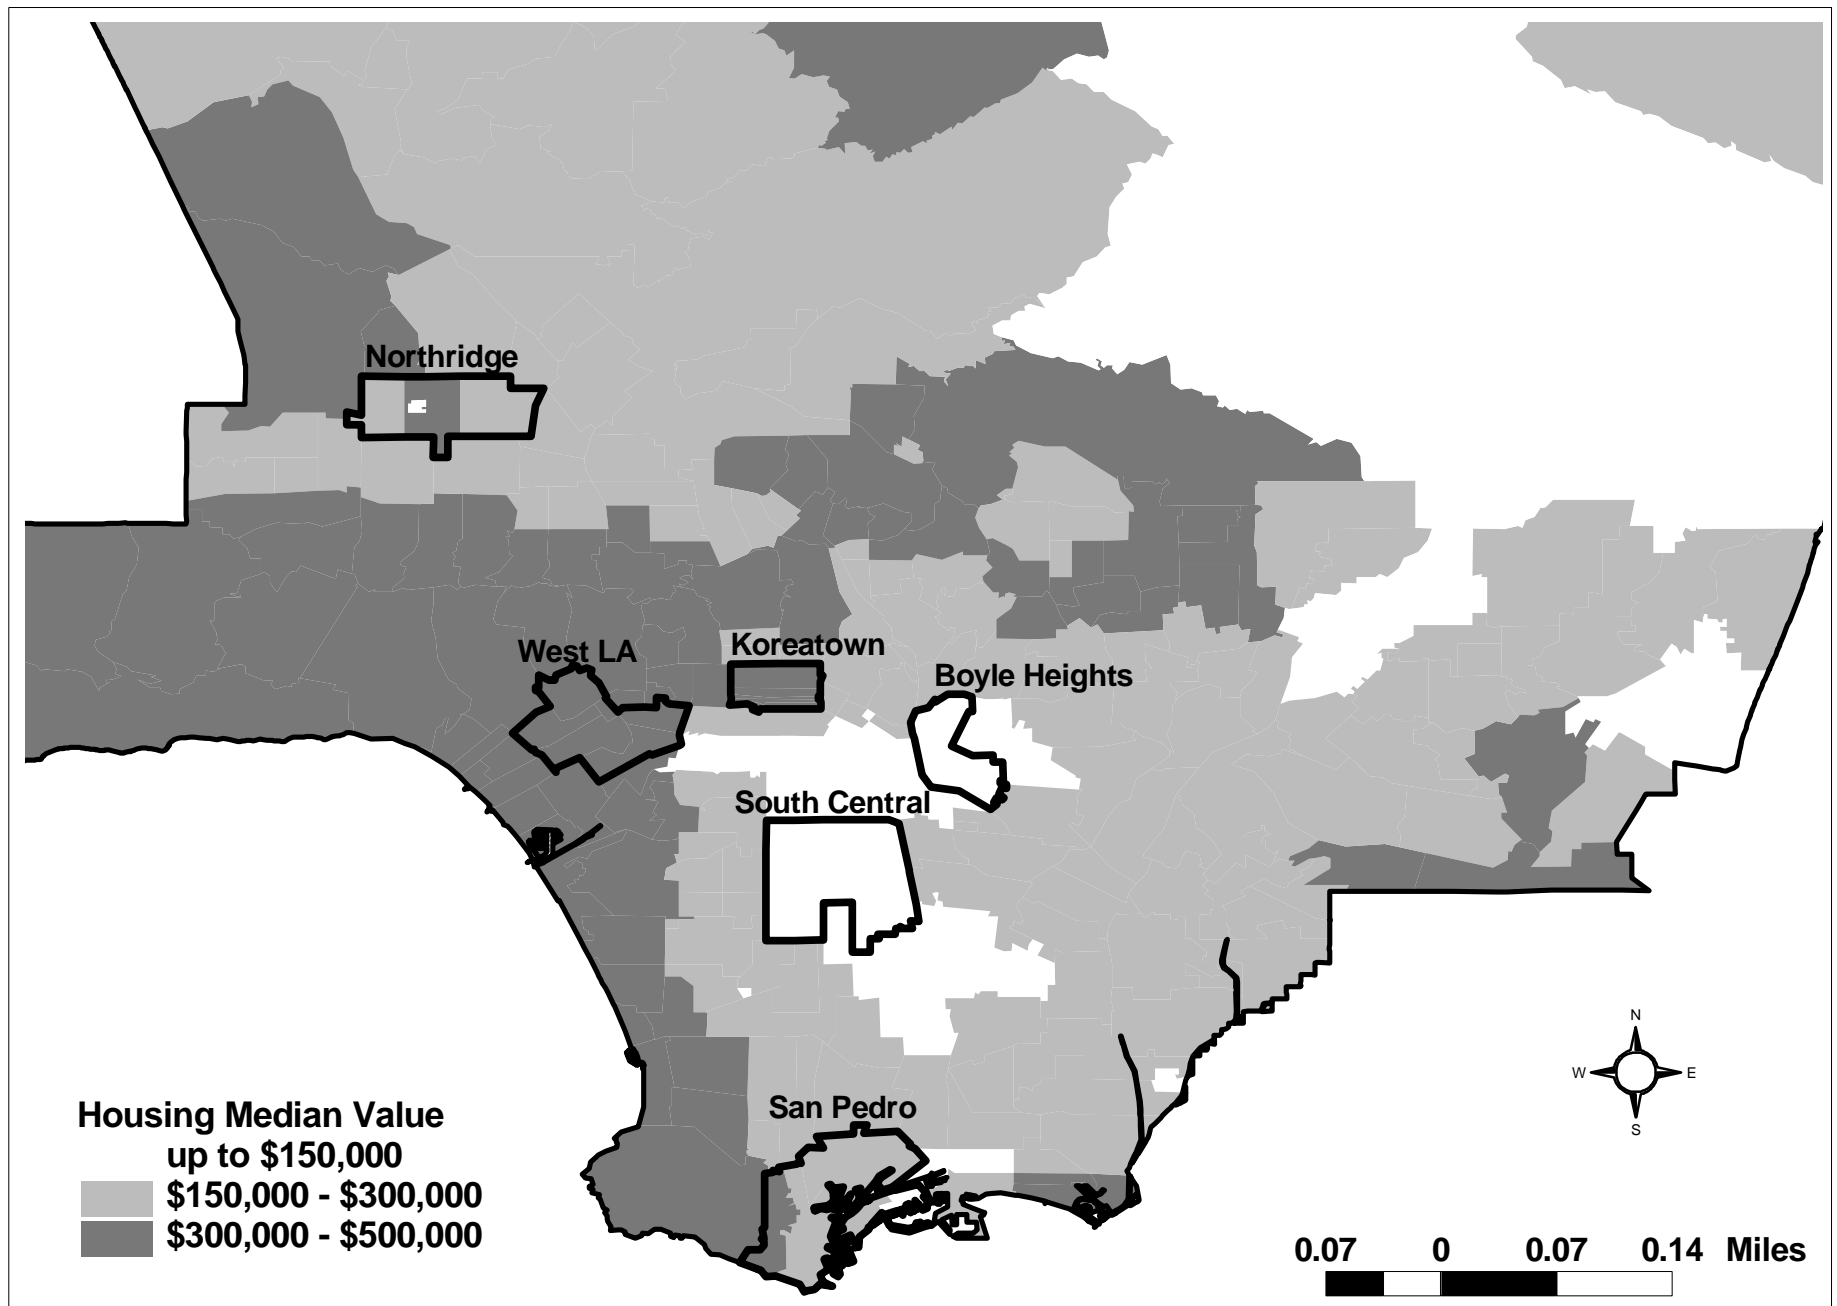 Northridge
West LA
Koreatown
Boyle Heights
South Central
San Pedro
N
W E
S
Housing Median Value
up to $150,000
$150,000 - $300,000
$300,000 - $500,000
0.07 0 0.07 0.14 Miles